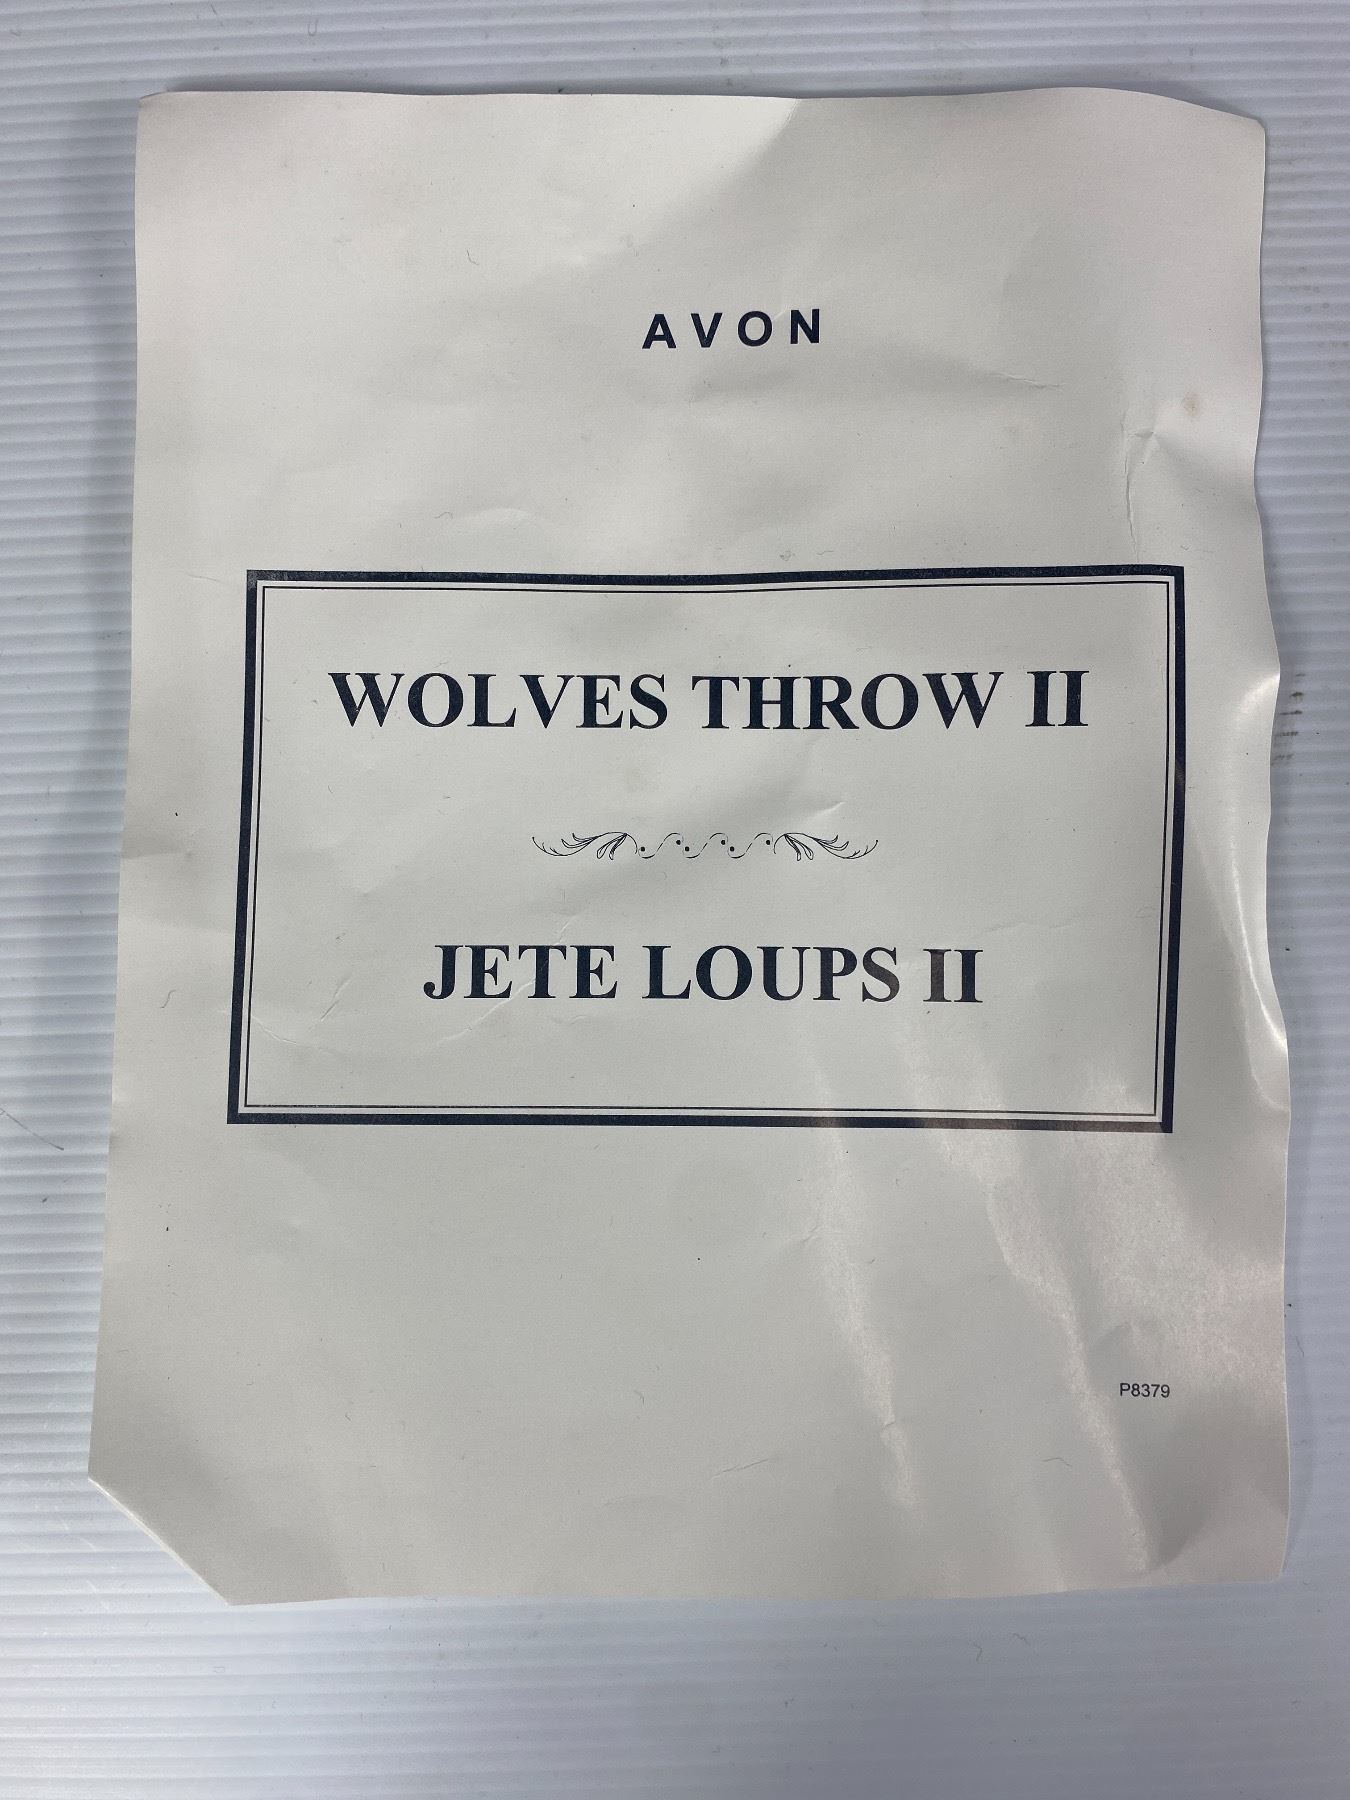 AVON
WOLVES THROW II
JETE LOUPS II
P8379